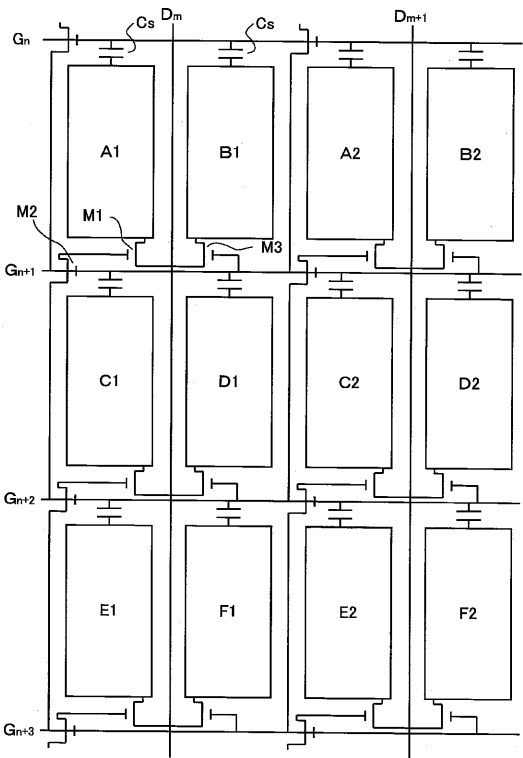 Dm Dm+1
Cs Cs
Gn
A1 B1 A2 B2
M2 M1 M3
Gn+1
C1 D1 C2 D2
Gn+2
E1 F1 E2 F2
Gn+3